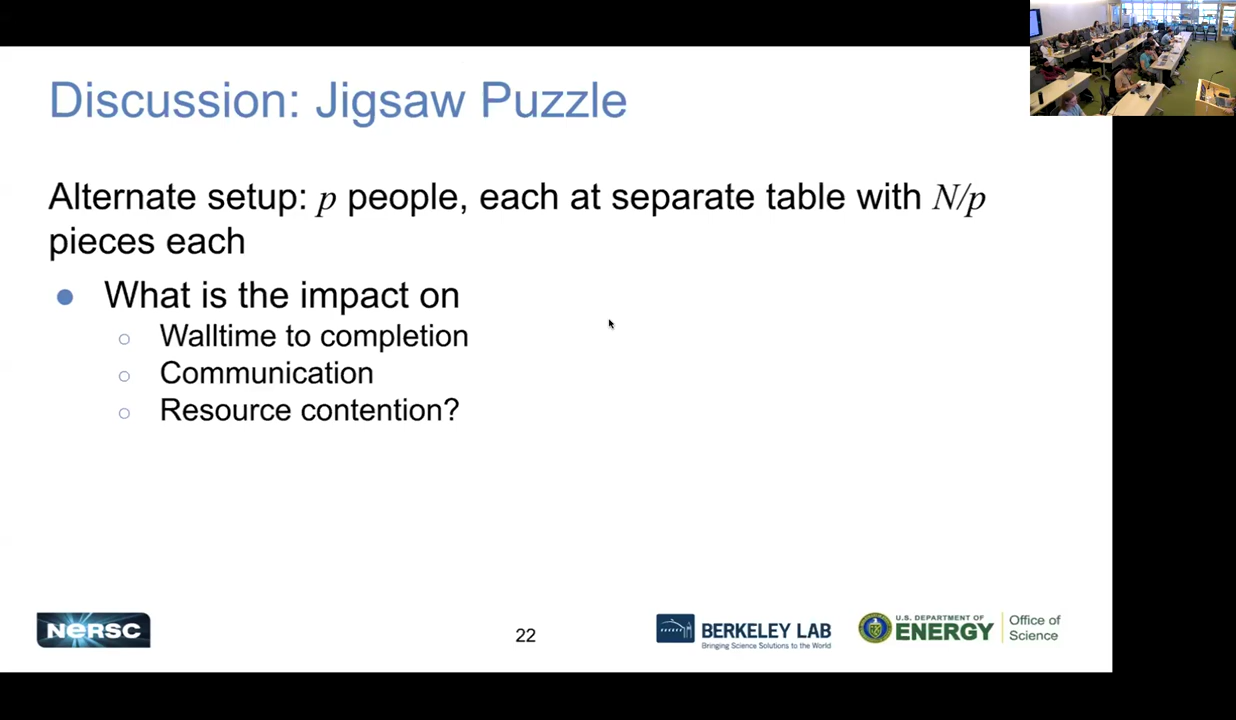 Discussion: Jigsaw Puzzle
Alternate setup: p people, each at separate table with N/p
pieces each
● What is the impact on
○ Walltime to completion
○ Communication
○ Resource contention?
NERSC
22
BERKELEY LAB
Bringing Science Solutions to the World
U.S. DEPARTMENT OF
ENERGY
Office of
Science